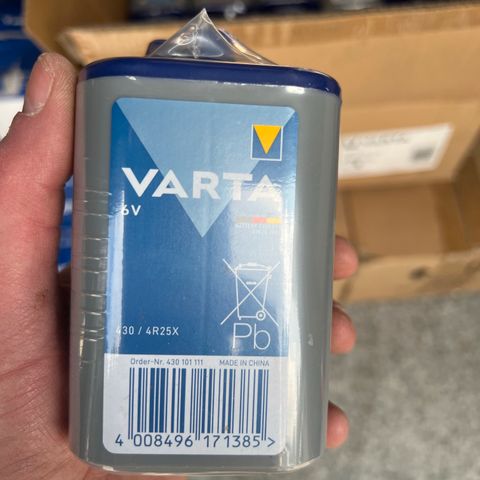 VARTA
6V
430 / 4R25X
Pb
Order-Nr. 430 101 111 MADE IN CHINA
4 008496 171385 >